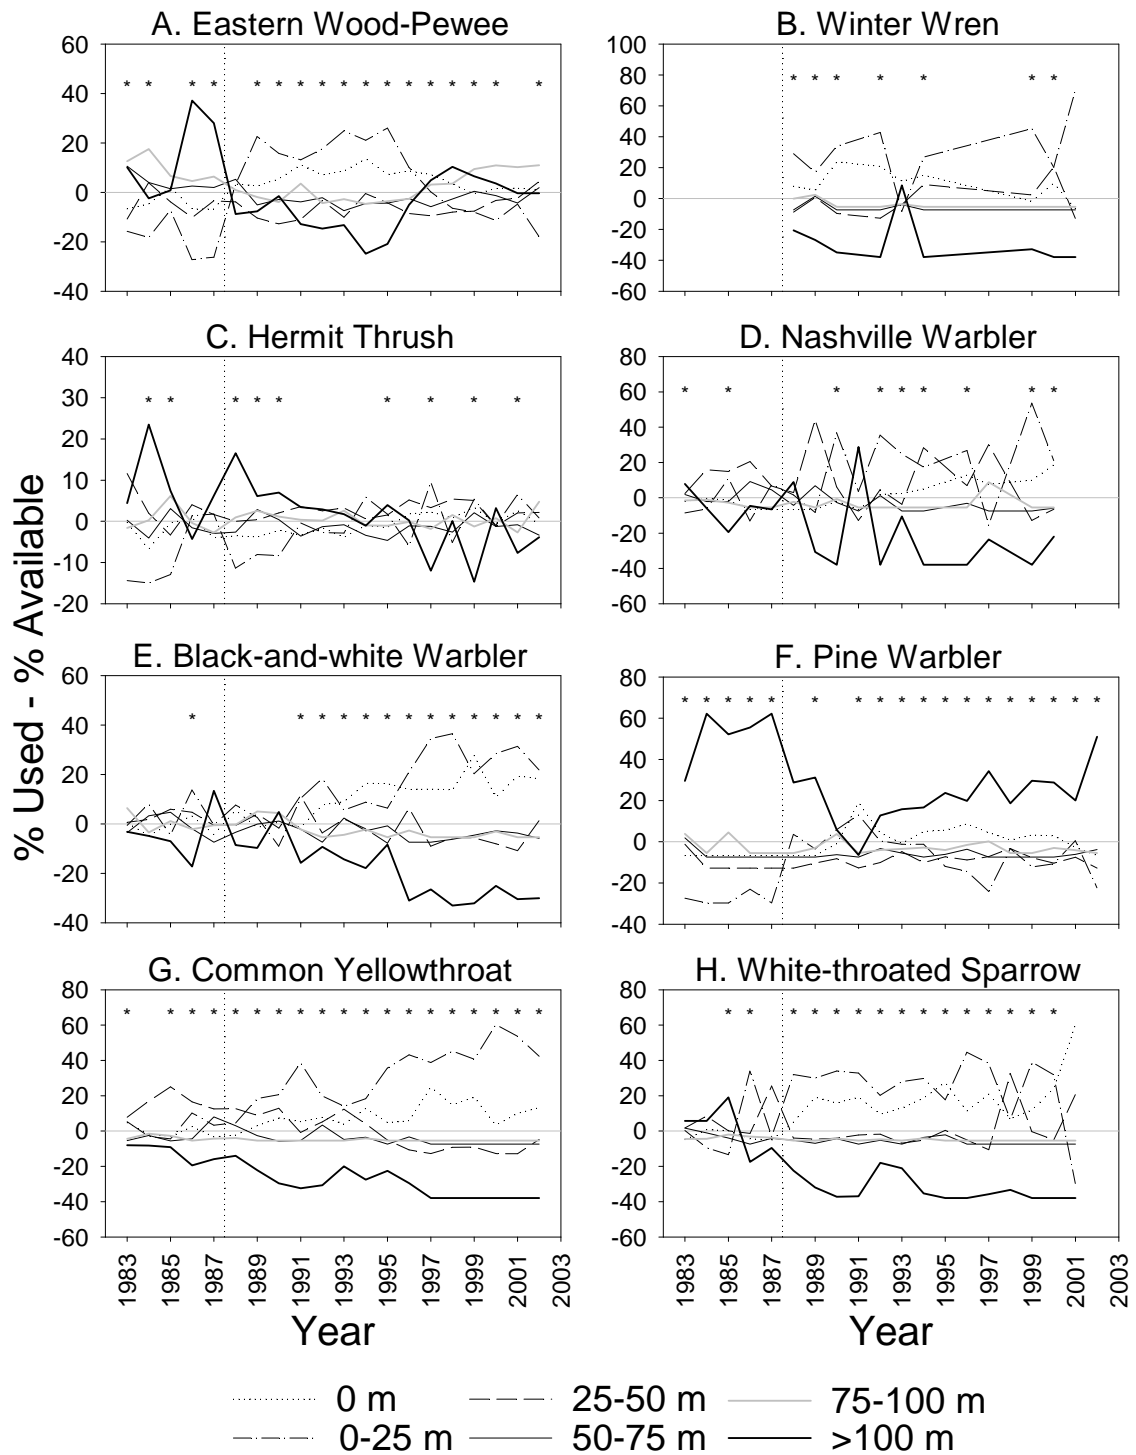 A. Eastern Wood-Pewee
60
40
20
0
-20
-40
* * * * * * * * * * * * * * * * *
B. Winter Wren
100
80
60
40
20
0
-20
-40
-60
* * * * * * *
C. Hermit Thrush
40
30
20
10
0
-10
-20
* * * * * * * * *
D. Nashville Warbler
80
60
40
20
0
-20
-40
-60
* * * * * * * * *
% Used - % Available
E. Black-and-white Warbler
60
40
20
0
-20
-40
* * * * * * * * * * * * *
F. Pine Warbler
80
60
40
20
0
-20
-40
* * * * * * * * * * * * * * * * * *
G. Common Yellowthroat
80
60
40
20
0
-20
-40
-60
* * * * * * * * * * * * * * * * * * *
1983 1985 1987 1989 1991 1993 1995 1997 1999 2001 2003
Year
H. White-throated Sparrow
80
60
40
20
0
-20
-40
-60
* * * * * * * * * * * * * * *
1983 1985 1987 1989 1991 1993 1995 1997 1999 2001 2003
Year
0 m 25-50 m 75-100 m
0-25 m 50-75 m >100 m